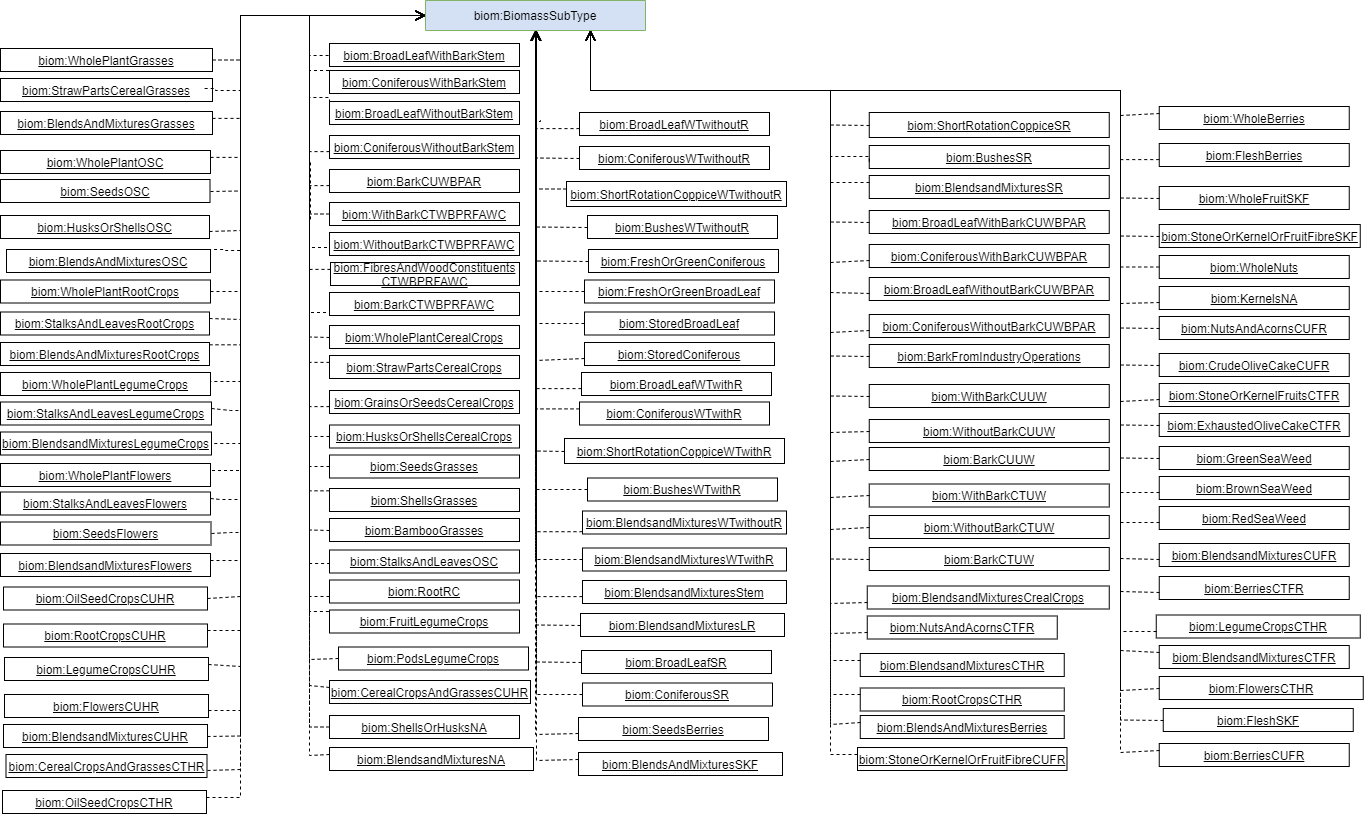 biom:BiomassSubType
biom:WholePlantGrasses
biom:StrawPartsCerealGrasses
biom:BlendsAndMixturesGrasses
biom:WholePlantOSC
biom:SeedsOSC
biom:HusksOrShellsOSC
biom:BlendsAndMixturesOSC
biom:WholePlantRootCrops
biom:StalksAndLeavesRootCrops
biom:BlendsAndMixturesRootCrops
biom:WholePlantLegumeCrops
biom:StalksAndLeavesLegumeCrops
biom:BlendsandMixturesLegumeCrops
biom:WholePlantFlowers
biom:StalksAndLeavesFlowers
biom:SeedsFlowers
biom:BlendsandMixturesFlowers
biom:OilSeedCropsCUHR
biom:RootCropsCUHR
biom:LegumeCropsCUHR
biom:FlowersCUHR
biom:BlendsandMixturesCUHR
biom:CerealCropsAndGrassesCTHR
biom:OilSeedCropsCTHR
biom:BroadLeafWithBarkStem
biom:ConiferousWithBarkStem
biom:BroadLeafWithoutBarkStem
biom:ConiferousWithoutBarkStem
biom:BarkCUWBPAR
biom:WithBarkCTWBPRFAWC
biom:WithoutBarkCTWBPRFAWC
biom:FibresAndWoodConstituents
CTWBPRFAWC
biom:BarkCTWBPRFAWC
biom:WholePlantCerealCrops
biom:StrawPartsCerealCrops
biom:GrainsOrSeedsCerealCrops
biom:HusksOrShellsCerealCrops
biom:SeedsGrasses
biom:ShellsGrasses
biom:BambooGrasses
biom:StalksAndLeavesOSC
biom:RootRC
biom:FruitLegumeCrops
biom:PodsLegumeCrops
biom:CerealCropsAndGrassesCUHR
biom:ShellsOrHusksNA
biom:BlendsandMixturesNA
biom:BroadLeafWTwithoutR
biom:ConiferousWTwithoutR
biom:ShortRotationCoppiceWTwithoutR
biom:BushesWTwithoutR
biom:FreshOrGreenConiferous
biom:FreshOrGreenBroadLeaf
biom:StoredBroadLeaf
biom:StoredConiferous
biom:BroadLeafWTwithR
biom:ConiferousWTwithR
biom:ShortRotationCoppiceWTwithR
biom:BushesWTwithR
biom:BlendsandMixturesWTwithoutR
biom:BlendsandMixturesWTwithR
biom:BlendsandMixturesStem
biom:BlendsandMixturesLR
biom:BroadLeafSR
biom:ConiferousSR
biom:SeedsBerries
biom:BlendsAndMixturesSKF
biom:ShortRotationCoppiceSR
biom:BushesSR
biom:BlendsandMixturesSR
biom:BroadLeafWithBarkCUWBPAR
biom:ConiferousWithBarkCUWBPAR
biom:BroadLeafWithoutBarkCUWBPAR
biom:ConiferousWithoutBarkCUWBPAR
biom:BarkFromIndustryOperations
biom:WithBarkCUUW
biom:WithoutBarkCUUW
biom:BarkCUUW
biom:WithBarkCTUW
biom:WithoutBarkCTUW
biom:BarkCTUW
biom:BlendsandMixturesCrealCrops
biom:NutsAndAcornsCTFR
biom:BlendsandMixturesCTHR
biom:RootCropsCTHR
biom:BlendsAndMixturesBerries
biom:StoneOrKernelOrFruitFibreCUFR
biom:WholeBerries
biom:FleshBerries
biom:WholeFruitSKF
biom:StoneOrKernelOrFruitFibreSKF
biom:WholeNuts
biom:KernelsNA
biom:NutsAndAcornsCUFR
biom:CrudeOliveCakeCUFR
biom:StoneOrKernelFruitsCTFR
biom:ExhaustedOliveCakeCTFR
biom:GreenSeaWeed
biom:BrownSeaWeed
biom:RedSeaWeed
biom:BlendsandMixturesCUFR
biom:BerriesCTFR
biom:LegumeCropsCTHR
biom:BlendsandMixturesCTFR
biom:FlowersCTHR
biom:FleshSKF
biom:BerriesCUFR